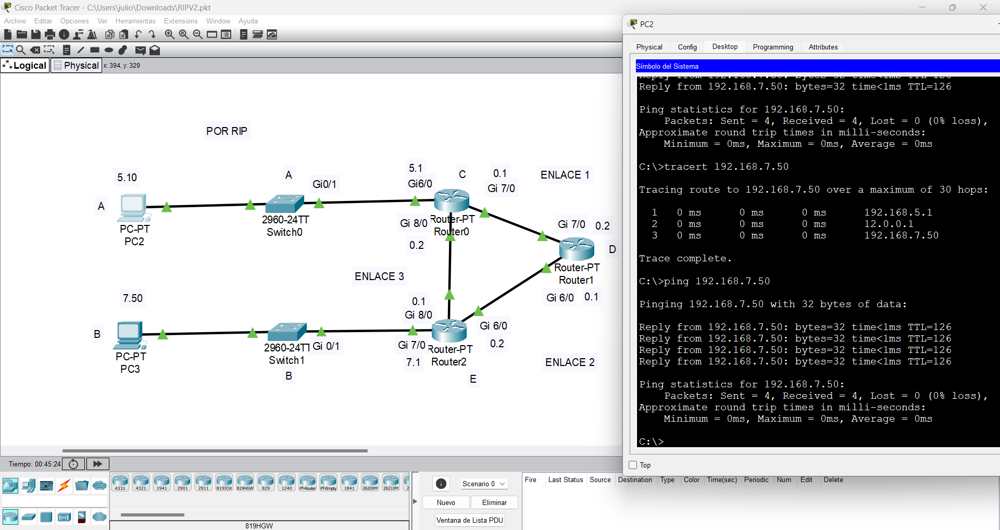 Cisco Packet Tracer - C:\Users\julio\Downloads\RIPV2.pkt
Archivo Editar Opciones Ver Herramientas Extensions Window Ayuda
Logical Physical x: 394, y: 329
POR RIP
5.10
A
PC-PT
PC2
A
Gi0/1
2960-24TT
Switch0
5.1
Gi6/0
C
0.1
Gi 7/0
ENLACE 1
Gi 8/0
Router-PT
Router0
0.2
Gi 7/0
0.2
D
Router-PT
Router1
Gi 6/0
0.1
ENLACE 3
7.50
B
PC-PT
PC3
2960-24TT
Switch1
Gi 0/1
B
0.1
Gi 8/0
Gi 7/0
7.1
Router-PT
Router2
Gi 6/0
0.2
E
ENLACE 2
PC2
Physical Config Desktop Programming Attributes
Símbolo del Sistema
Reply from 192.168.7.50: bytes=32 time<1ms TTL=126
Reply from 192.168.7.50: bytes=32 time<1ms TTL=126
Ping statistics for 192.168.7.50:
Packets: Sent = 4, Received = 4, Lost = 0 (0% loss),
Approximate round trip times in milli-seconds:
Minimum = 0ms, Maximum = 0ms, Average = 0ms
C:\>tracert 192.168.7.50
Tracing route to 192.168.7.50 over a maximum of 30 hops:
1 0 ms 0 ms 0 ms 192.168.5.1
2 0 ms 0 ms 0 ms 12.0.0.1
3 0 ms 0 ms 0 ms 192.168.7.50
Trace complete.
C:\>ping 192.168.7.50
Pinging 192.168.7.50 with 32 bytes of data:
Reply from 192.168.7.50: bytes=32 time<1ms TTL=126
Reply from 192.168.7.50: bytes=32 time<1ms TTL=126
Reply from 192.168.7.50: bytes=32 time<1ms TTL=126
Reply from 192.168.7.50: bytes=32 time<1ms TTL=126
Ping statistics for 192.168.7.50:
Packets: Sent = 4, Received = 4, Lost = 0 (0% loss),
Approximate round trip times in milli-seconds:
Minimum = 0ms, Maximum = 0ms, Average = 0ms
C:\>
Top
Tiempo: 00:45:24
4331 4321 1941 2901 2911 819IOX 819HGW 829 1240 PT-Router PT-Empty 1841 2620XM 2621XM 2
819HGW
Scenario 0
Nuevo Eliminar
Ventana de Lista PDU
Fire Last Status Source Destination Type Color Time(sec) Periodic Num Edit Delete